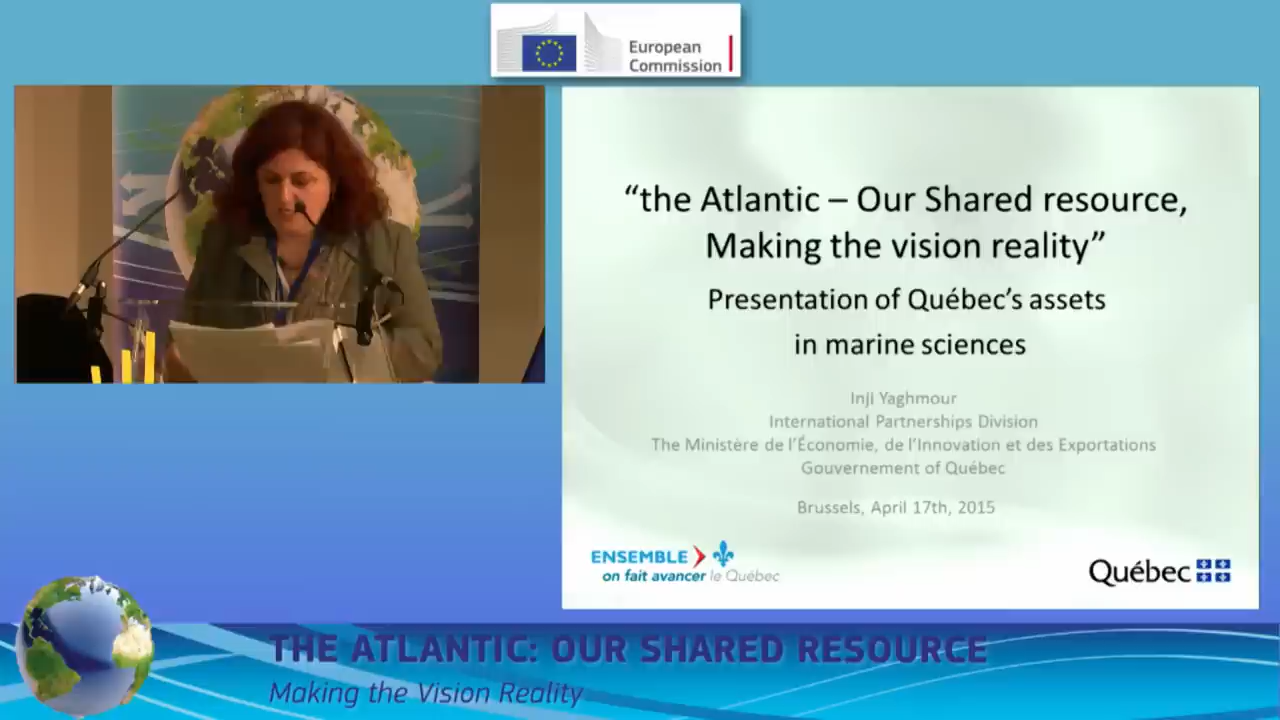 European
Commission
“the Atlantic – Our Shared resource,
Making the vision reality”
Presentation of Québec’s assets
in marine sciences
Inji Yaghmour
International Partnerships Division
The Ministère de l’Économie, de l’Innovation et des Exportations
Gouvernement of Québec
Brussels, April 17th, 2015
ENSEMBLE
on fait avancer le Québec
Québec
THE ATLANTIC: OUR SHARED RESOURCE
Making the Vision Reality